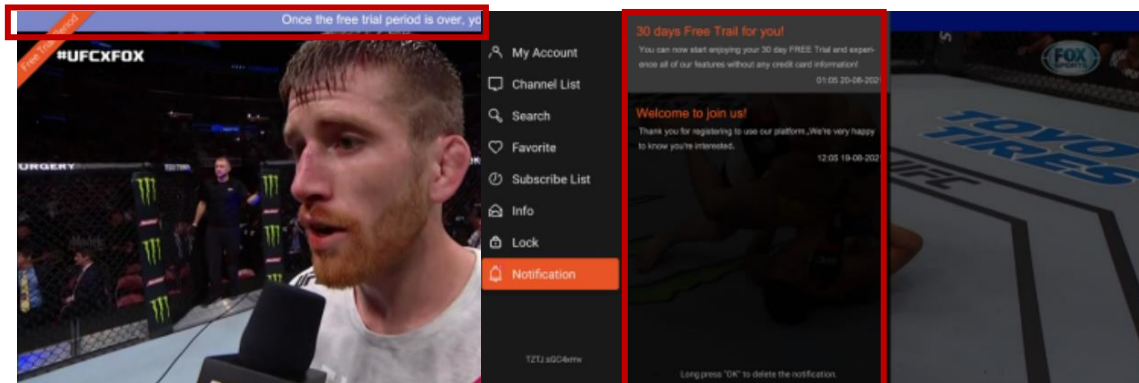 Once the free trial period is over, yo
Free Trial Period
#UFCXFOX
URGERY
My Account
Channel List
Search
Favorite
Subscribe List
Info
Lock
Notification
30 days Free Trail for you!
You can now start enjoying your 30 day FREE Trial and experi-
ence all of our features without any credit card information!
01:05 20-08-202
Welcome to join us!
Thank you for registering to use our platform.,We're very happy
to know you're interested.
12:05 19-08-202
Long press "OK" to delete the notification.
FOX
SPORTS
TOYO
TIRES
UFC